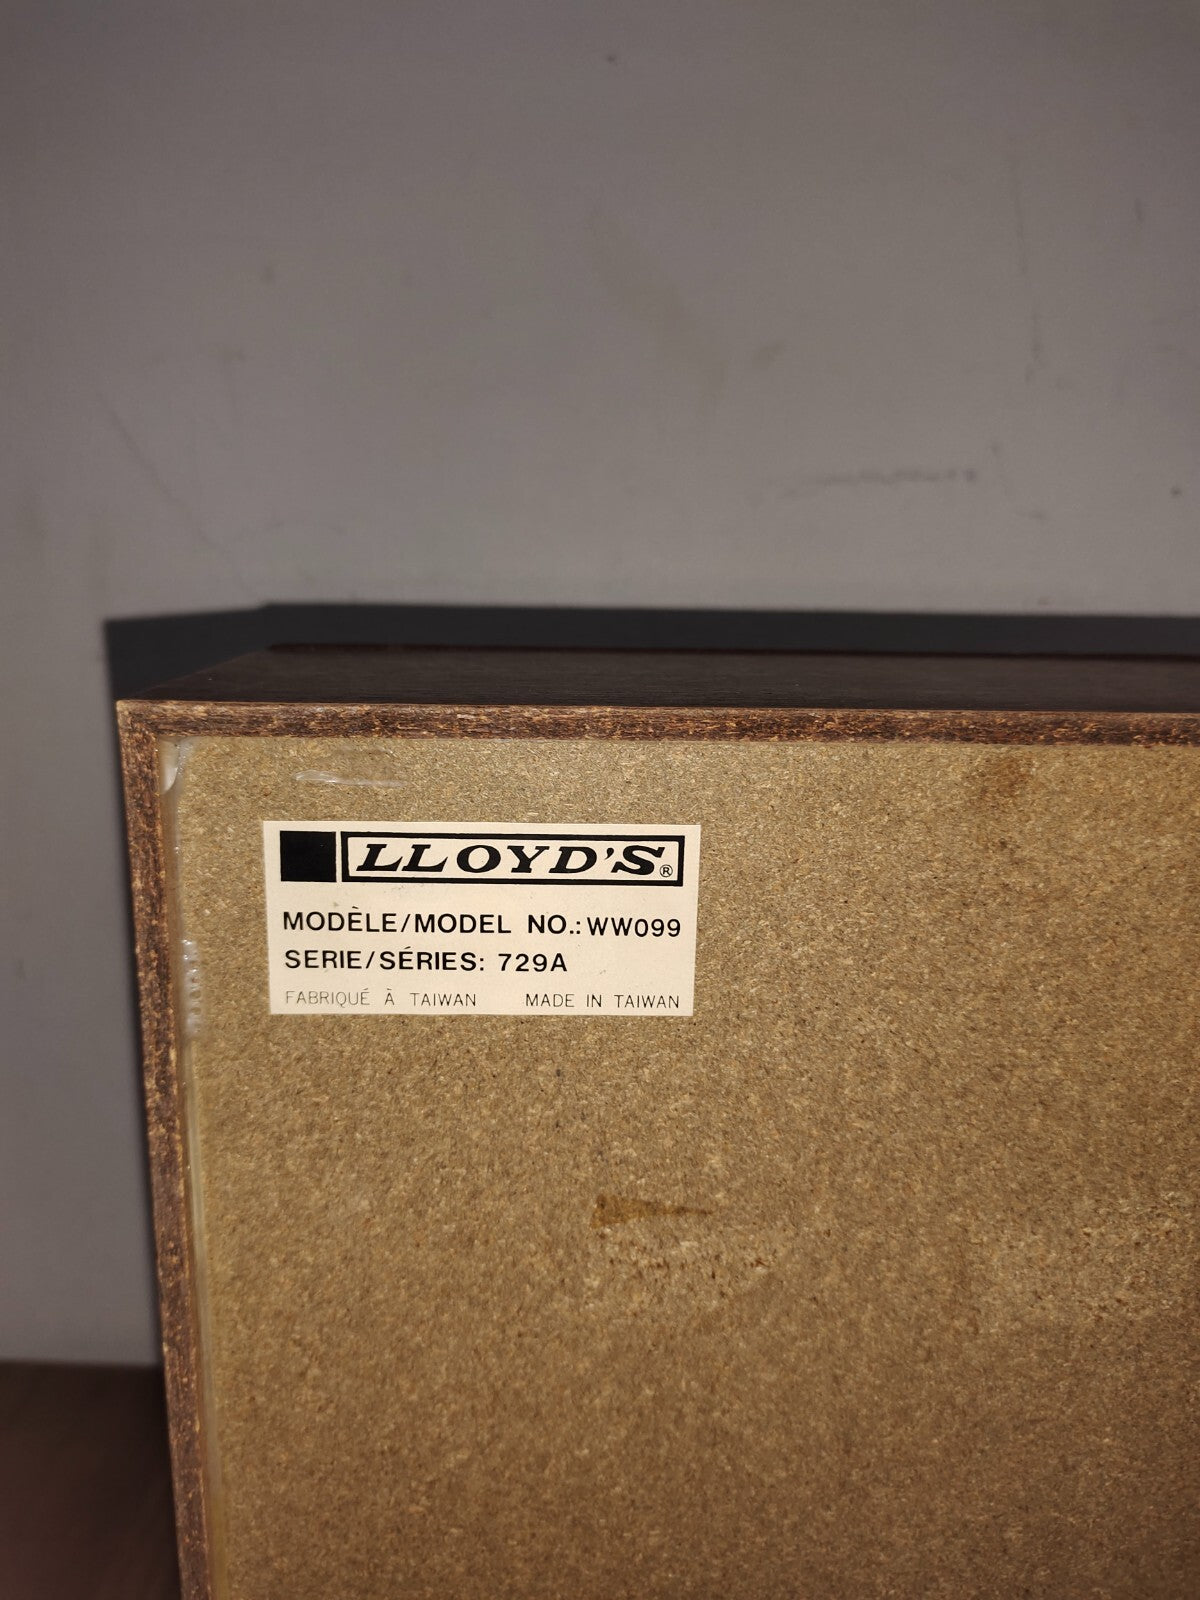 LLOYD'S®
MODÈLE/MODEL NO.: WW099
SERIE/SÉRIES: 729A
FABRIQUÉ À TAIWAN MADE IN TAIWAN